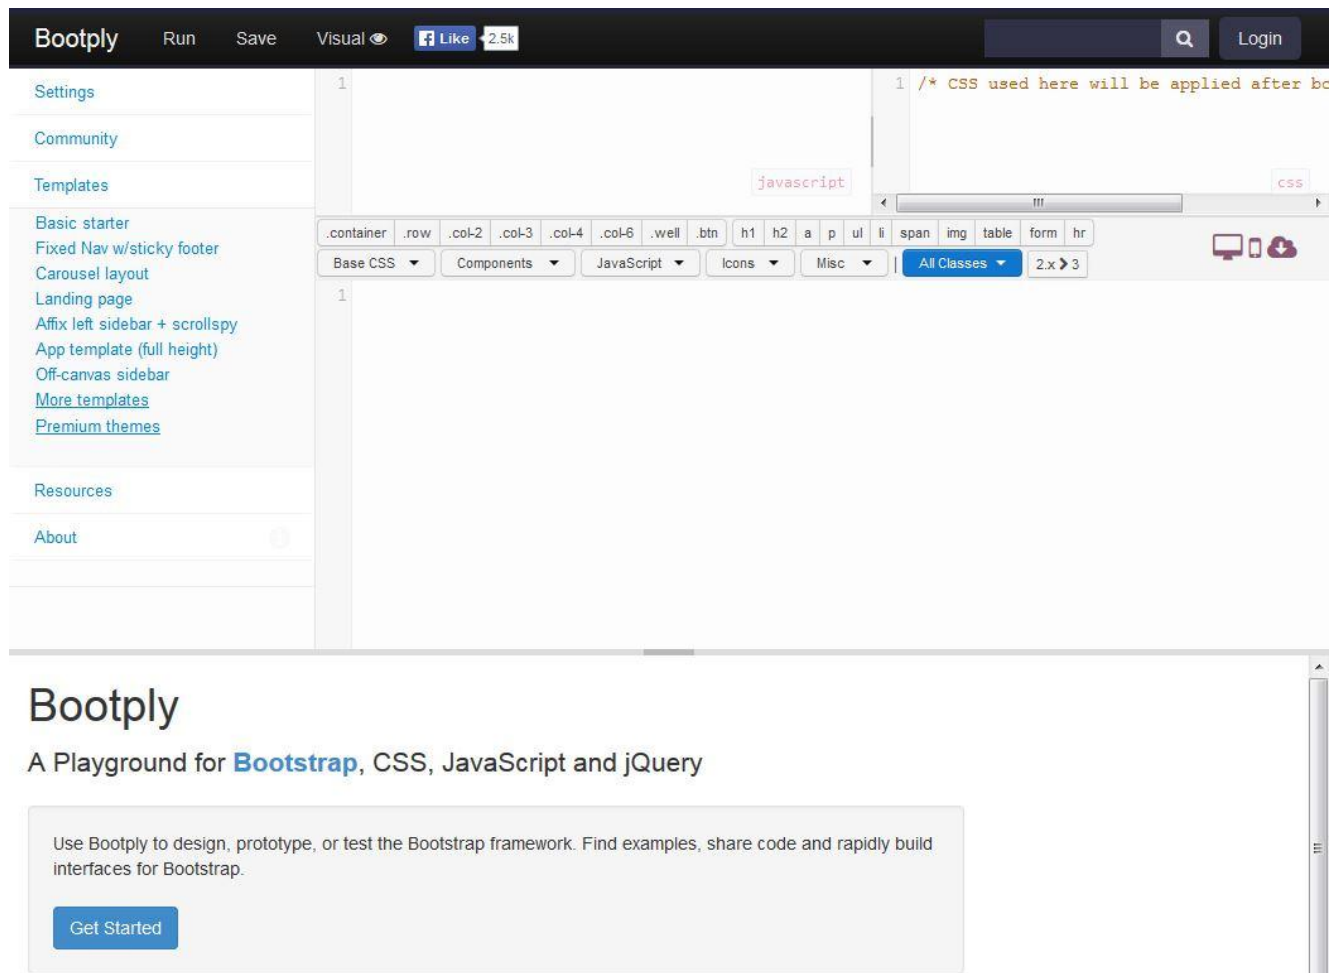 Bootply Run Save Visual Like 2.5k Login
Settings
Community
Templates
Basic starter
Fixed Nav w/sticky footer
Carousel layout
Landing page
Affix left sidebar + scrollspy
App template (full height)
Off-canvas sidebar
More templates
Premium themes
Resources
About
1
javascript
1 /* CSS used here will be applied after bo
css
.container .row .col-2 .col-3 .col-4 .col-6 .well .btn h1 h2 a p ul li span img table form hr
Base CSS Components JavaScript Icons Misc | All Classes 2.x 3
1
Bootply
A Playground for Bootstrap, CSS, JavaScript and jQuery
Use Bootply to design, prototype, or test the Bootstrap framework. Find examples, share code and rapidly build
interfaces for Bootstrap.
Get Started